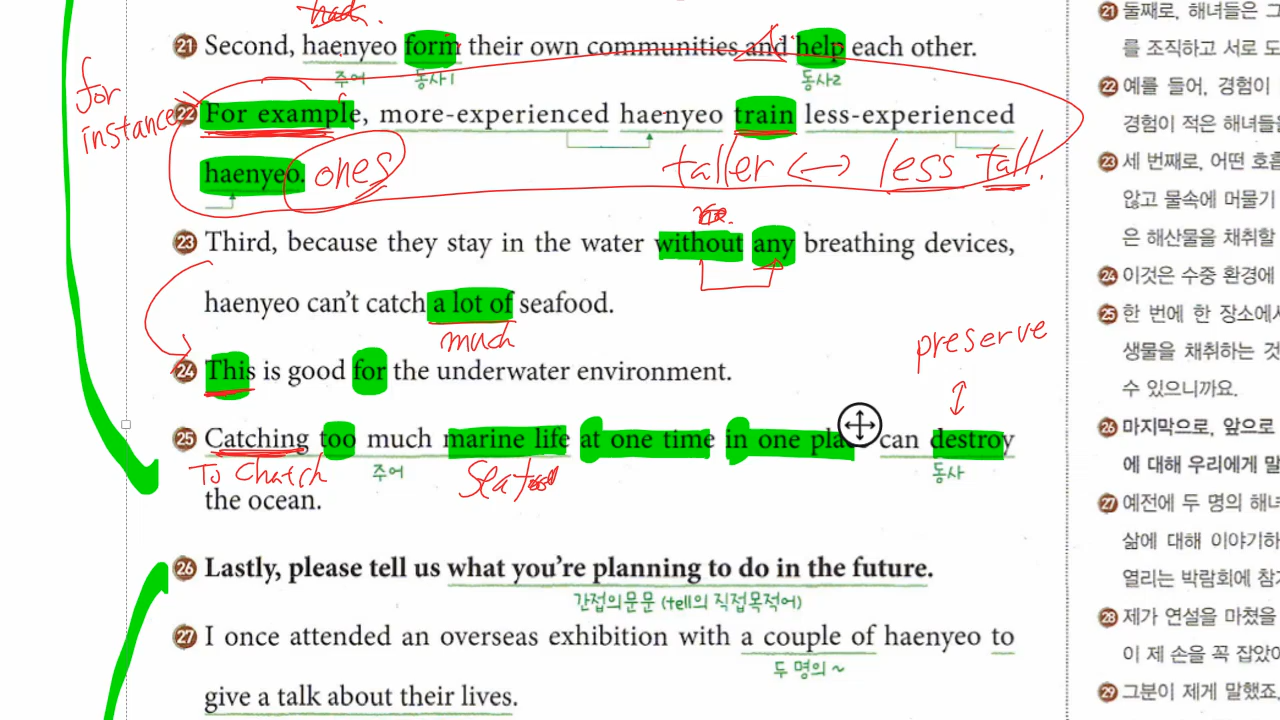 had.
㉑ Second, haenyeo form their own communities and help each other.
주어 동사1 동사2
for
instance
㉒ For example, more-experienced haenyeo train less-experienced
haenyeo. ones
taller ↔ less tall.
㉓ Third, because they stay in the water without any breathing devices,
haenyeo can't catch a lot of seafood.
much
preserve
㉔ This is good for the underwater environment.
↕
㉕ Catching too much marine life at one time in one pla can destroy
To Chatch 주어 동사
the ocean.
㉖ Lastly, please tell us what you're planning to do in the future.
간접의문문 (tell의 직접목적어)
㉗ I once attended an overseas exhibition with a couple of haenyeo to
두 명의 ~
give a talk about their lives.
㉑ 둘째로, 해녀들은 그
를 조직하고 서로 도
㉒ 예를 들어, 경험이
경험이 적은 해녀들을
㉓ 세 번째로, 어떤 호흡
않고 물속에 머물기
은 해산물을 채취할
㉔ 이것은 수중 환경에
㉕ 한 번에 한 장소에서
생물을 채취하는 것
수 있으니까요.
㉖ 마지막으로, 앞으로
에 대해 우리에게 말
㉗ 예전에 두 명의 해녀
삶에 대해 이야기하
열리는 박람회에 참가
㉘ 제가 연설을 마쳤을
이 제 손을 꼭 잡았어
㉙ 그분이 제게 말했죠,